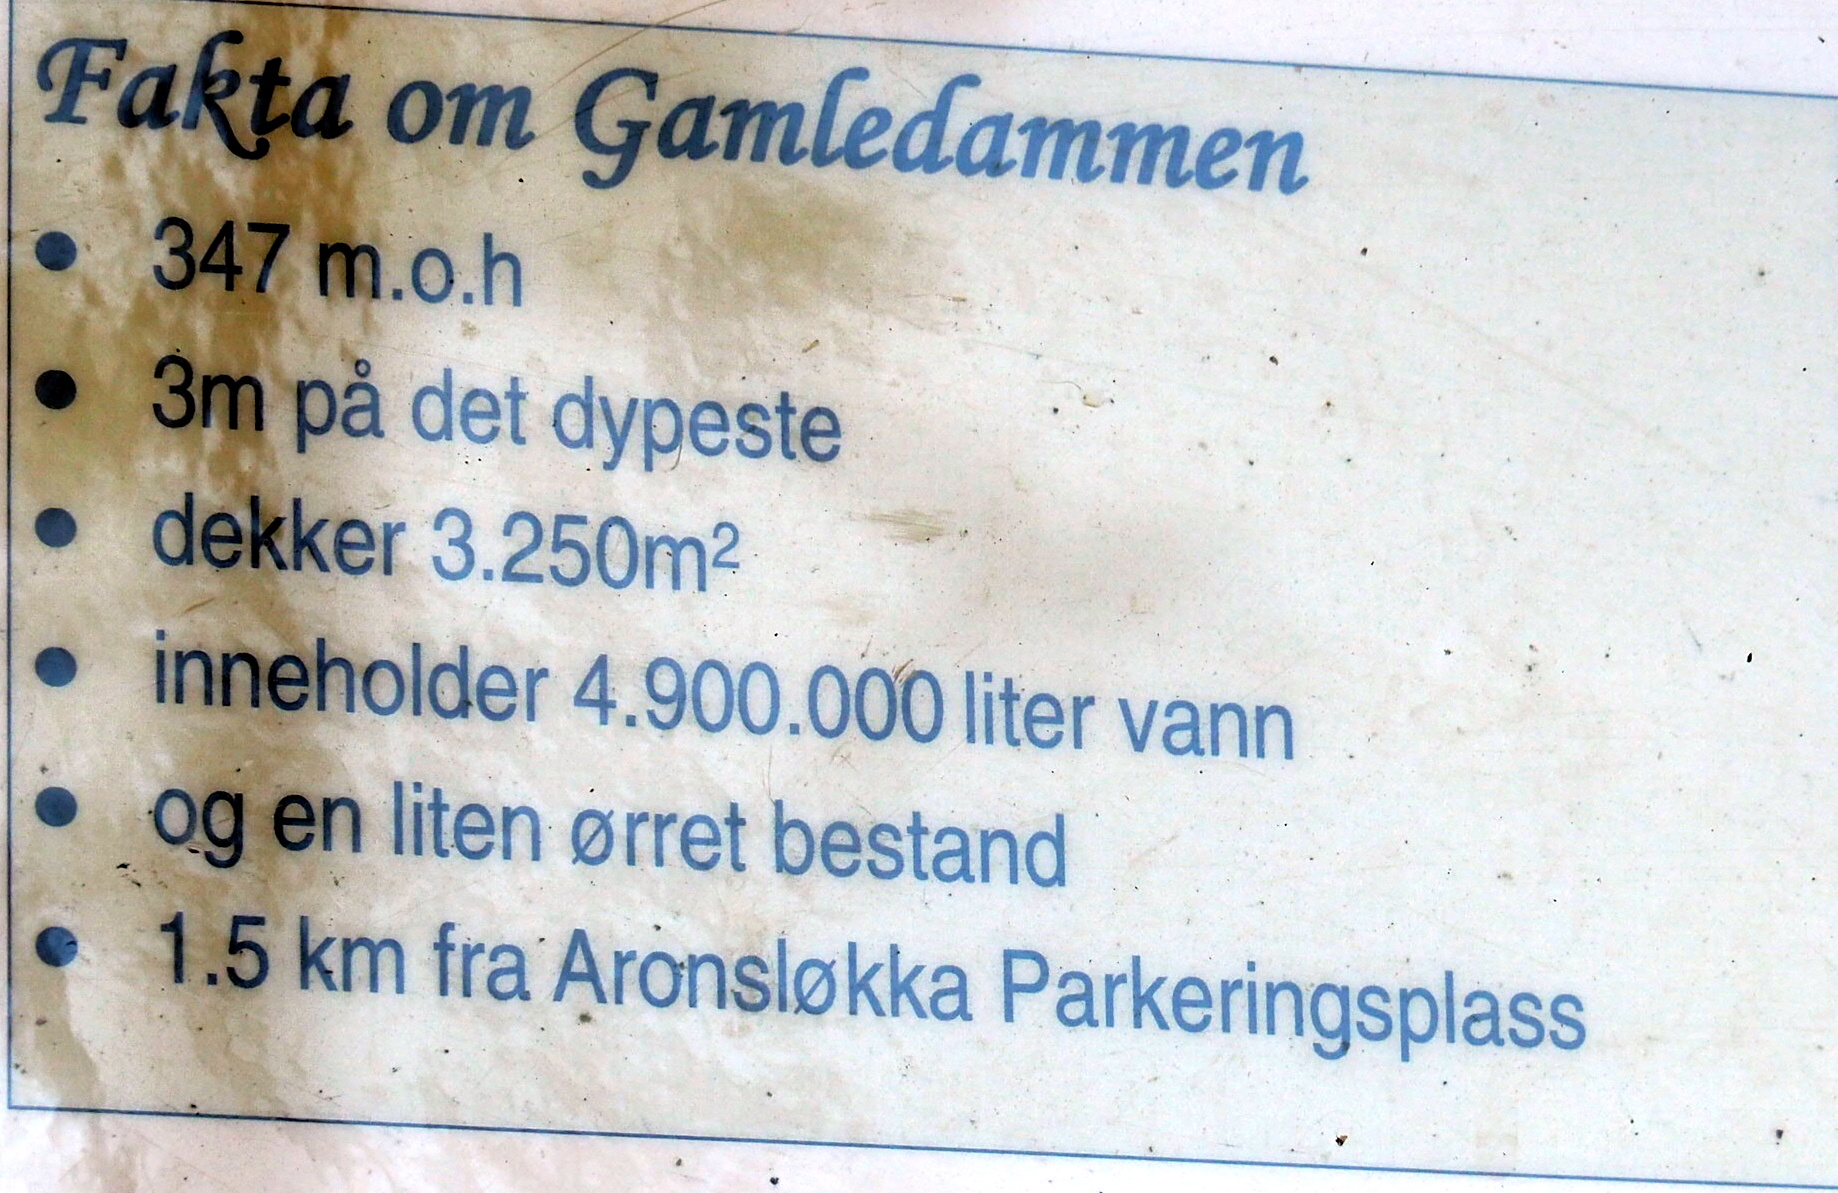 Fakta om Gamledammen
• 347 m.o.h
• 3m på det dypeste
• dekker 3.250m²
• inneholder 4.900.000 liter vann
• og en liten ørret bestand
• 1.5 km fra Aronsløkka Parkeringsplass